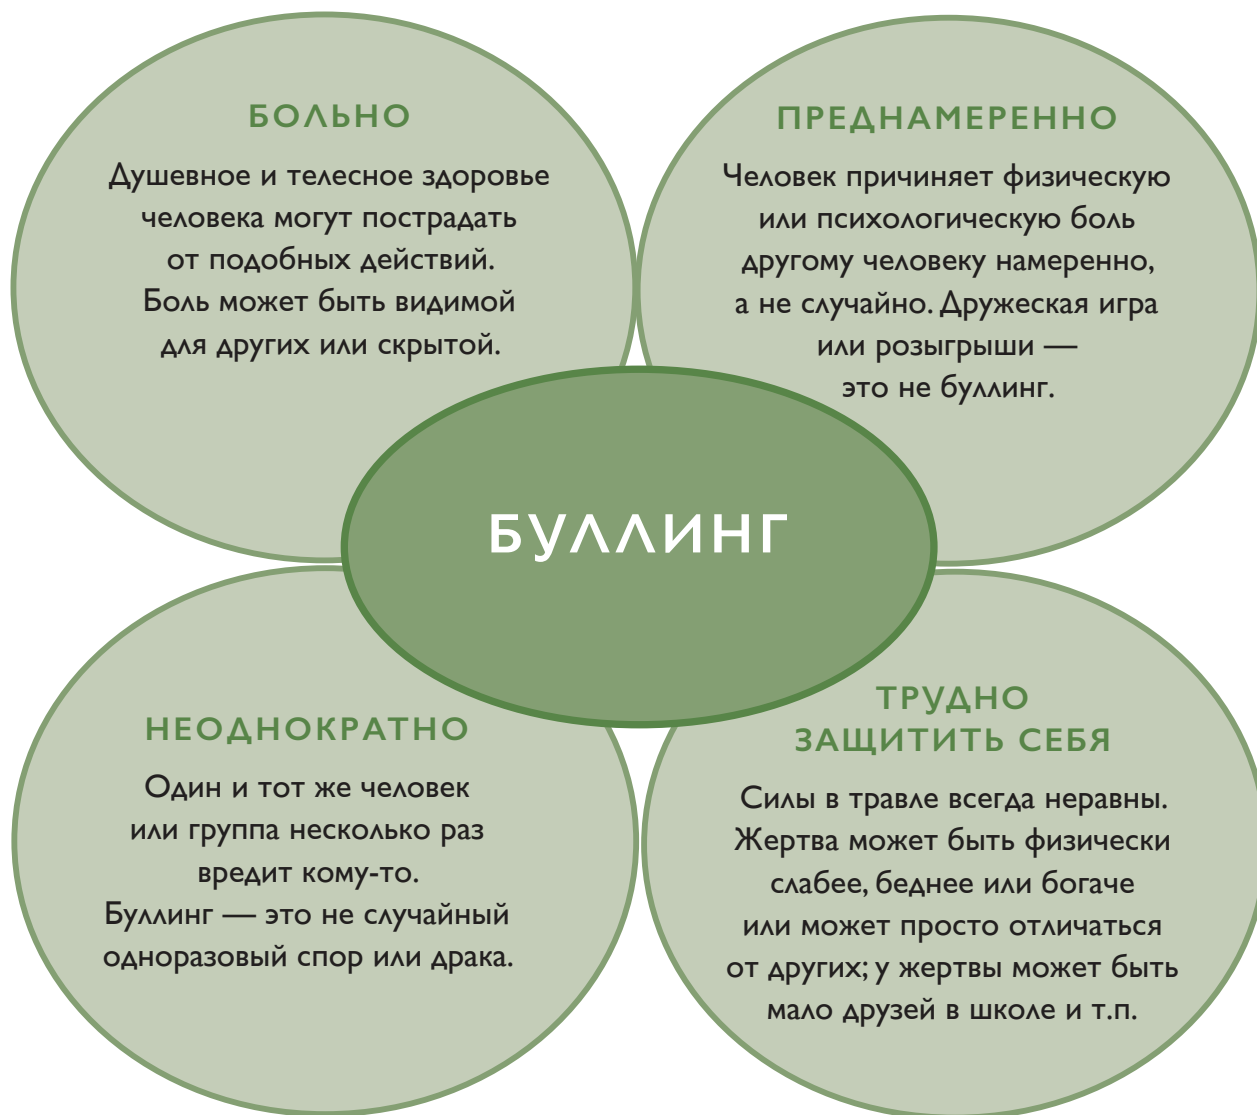 БОЛЬНО
Душевное и телесное здоровье
человека могут пострадать
от подобных действий.
Боль может быть видимой
для других или скрытой.
ПРЕДНАМЕРЕННО
Человек причиняет физическую
или психологическую боль
другому человеку намеренно,
а не случайно. Дружеская игра
или розыгрыши —
это не буллинг.
БУЛЛИНГ
НЕОДНОКРАТНО
Один и тот же человек
или группа несколько раз
вредит кому-то.
Буллинг — это не случайный
одноразовый спор или драка.
ТРУДНО
ЗАЩИТИТЬ СЕБЯ
Силы в травле всегда неравны.
Жертва может быть физически
слабее, беднее или богаче
или может просто отличаться
от других; у жертвы может быть
мало друзей в школе и т.п.